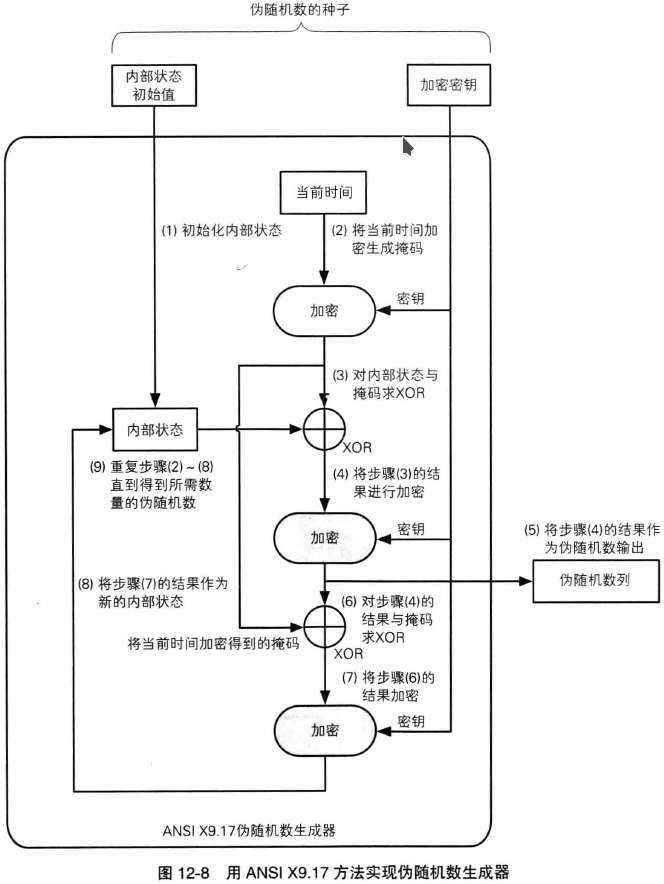 伪随机数的种子
内部状态
初始值
加密密钥
当前时间
(1) 初始化内部状态
(2) 将当前时间加
密生成掩码
加密
密钥
(3) 对内部状态与
掩码求XOR
内部状态
XOR
(9) 重复步骤(2)~(8)
直到得到所需数
量的伪随机数
(4) 将步骤(3)的结
果进行加密
加密
密钥
(5) 将步骤(4)的结果作
为伪随机数输出
伪随机数列
(8) 将步骤(7)的结果作为
新的内部状态
(6) 对步骤(4)的
结果与掩码
求XOR
将当前时间加密得到的掩码
XOR
(7) 将步骤(6)的
结果加密
加密
密钥
ANSI X9.17伪随机数生成器
图 12-8 用 ANSI X9.17 方法实现伪随机数生成器